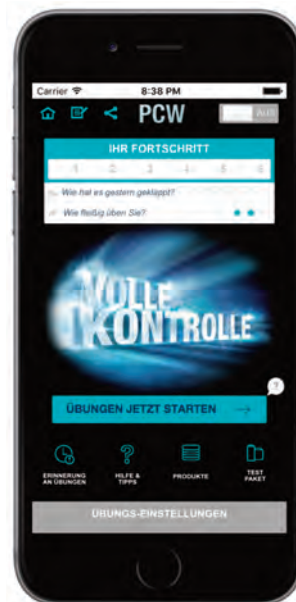 Carrier 8:38 PM
PCW AUS
IHR FORTSCHRITT
1 2 3 4 5 6
Wie hat es gestern geklappt?
Wie fleißig üben Sie?
VOLLE
KONTROLLE
?
ÜBUNGEN JETZT STARTEN →
ERINNERUNG
AN ÜBUNGEN
HILFE &
TIPPS
PRODUKTE
TEST
PAKET
ÜBUNGS-EINSTELLUNGEN